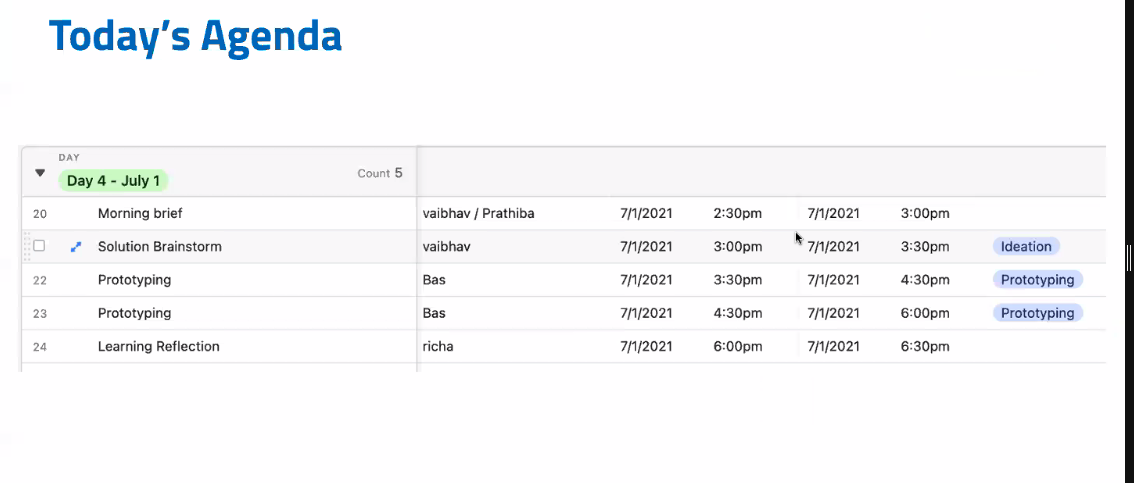 Today's Agenda
DAY
Day 4 - July 1 Count 5
20 Morning brief vaibhav / Prathiba 7/1/2021 2:30pm 7/1/2021 3:00pm
Solution Brainstorm vaibhav 7/1/2021 3:00pm 7/1/2021 3:30pm Ideation
22 Prototyping Bas 7/1/2021 3:30pm 7/1/2021 4:30pm Prototyping
23 Prototyping Bas 7/1/2021 4:30pm 7/1/2021 6:00pm Prototyping
24 Learning Reflection richa 7/1/2021 6:00pm 7/1/2021 6:30pm